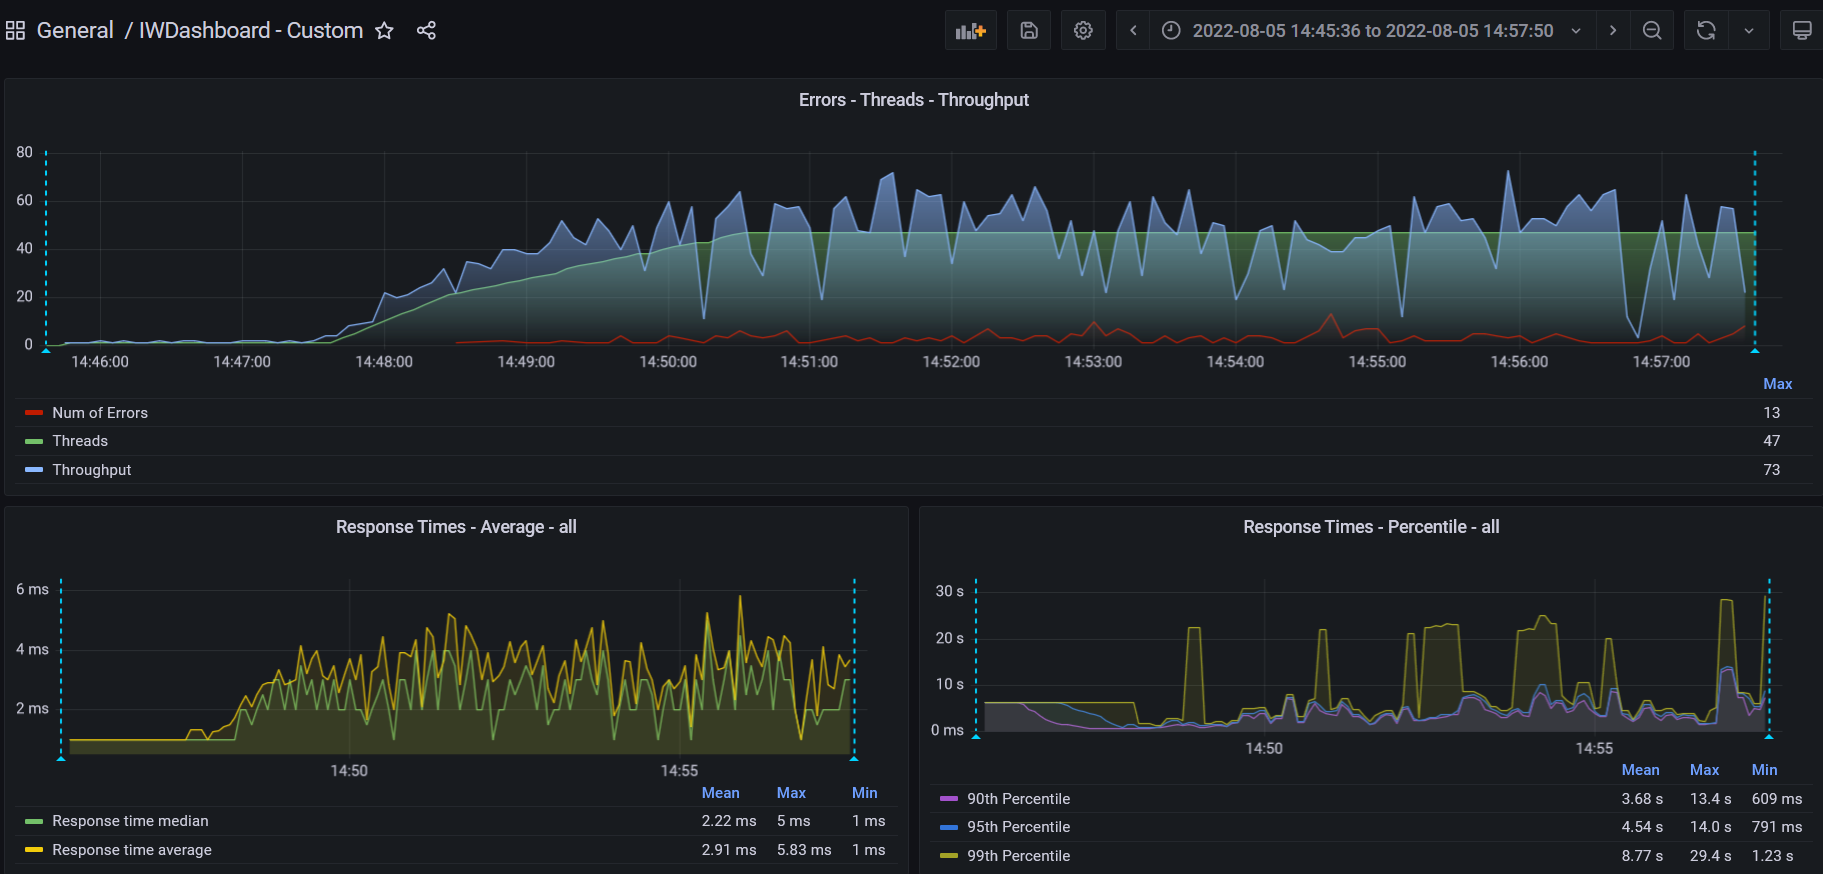 General / IWDashboard - Custom
2022-08-05 14:45:36 to 2022-08-05 14:57:50
Errors - Threads - Throughput
80
60
40
20
0
14:46:00 14:47:00 14:48:00 14:49:00 14:50:00 14:51:00 14:52:00 14:53:00 14:54:00 14:55:00 14:56:00 14:57:00
Max
Num of Errors 13
Threads 47
Throughput 73
Response Times - Average - all
6 ms
4 ms
2 ms
14:50 14:55
Mean Max Min
Response time median 2.22 ms 5 ms 1 ms
Response time average 2.91 ms 5.83 ms 1 ms
Response Times - Percentile - all
30 s
20 s
10 s
0 ms
14:50 14:55
Mean Max Min
90th Percentile 3.68 s 13.4 s 609 ms
95th Percentile 4.54 s 14.0 s 791 ms
99th Percentile 8.77 s 29.4 s 1.23 s